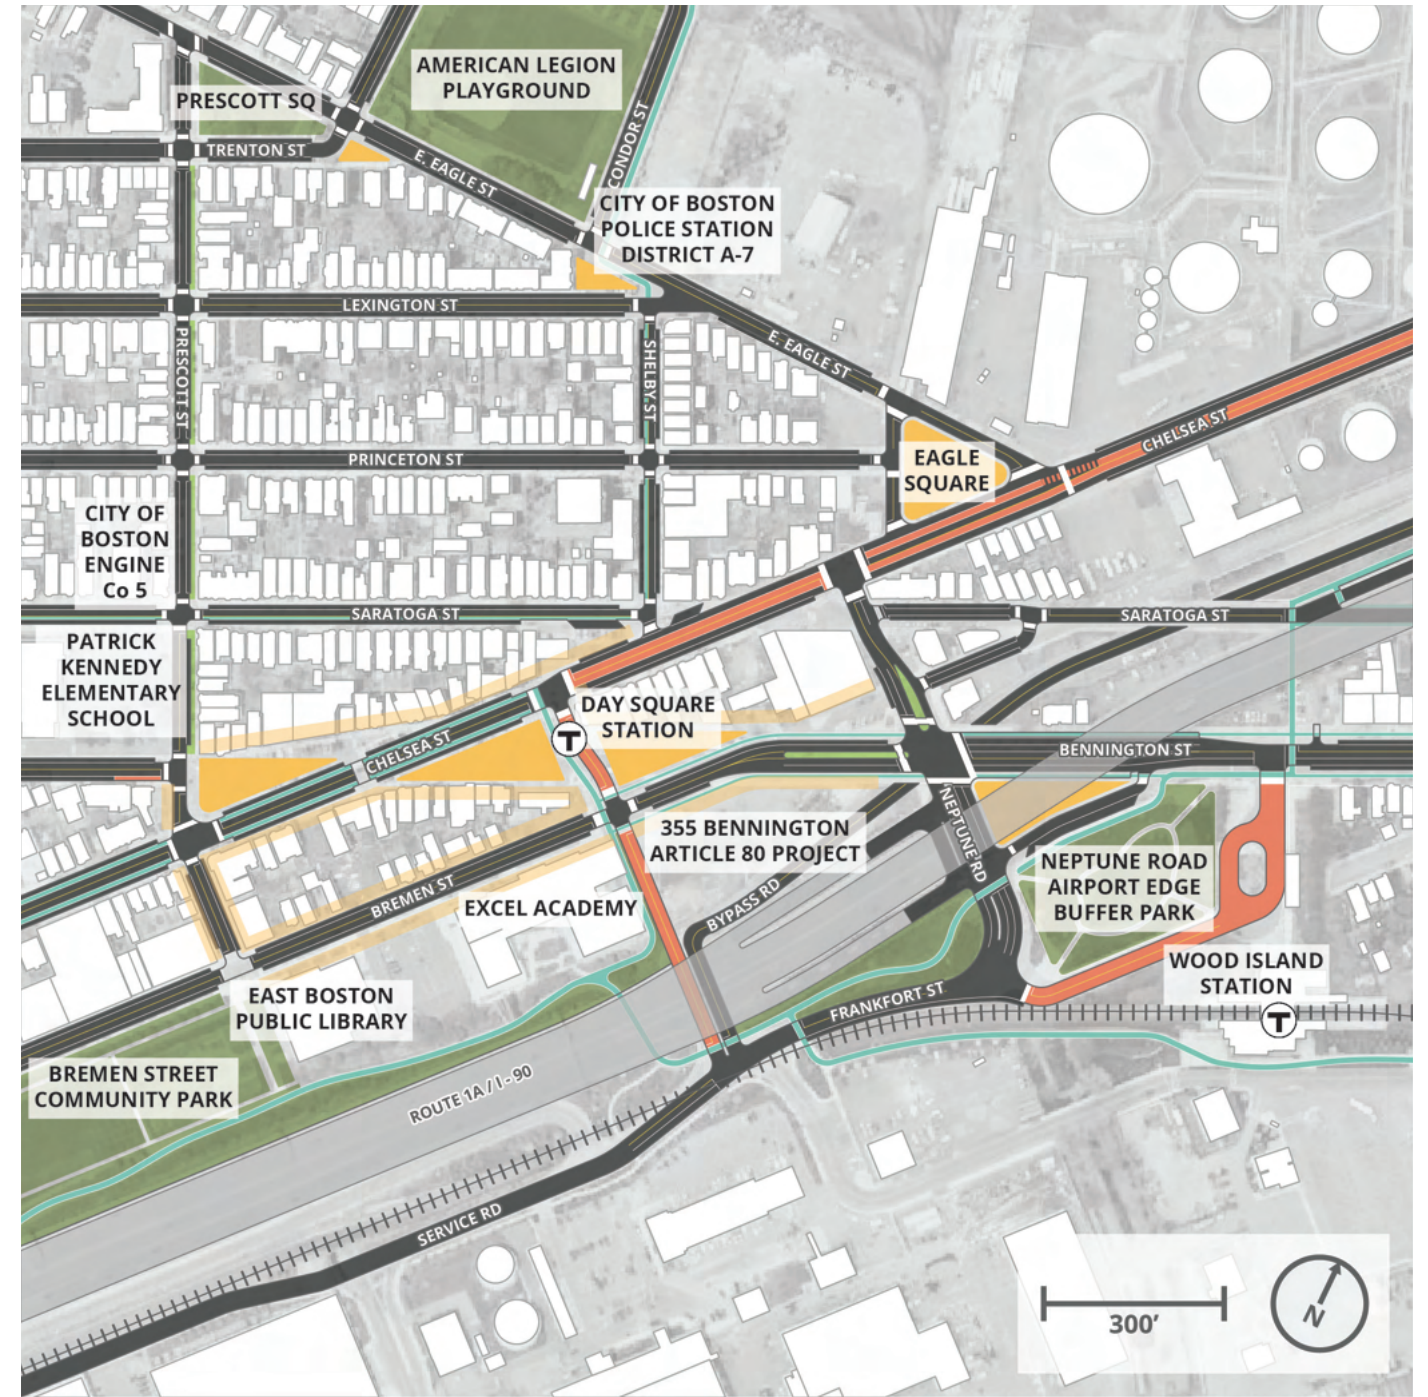 AMERICAN LEGION
PLAYGROUND
PRESCOTT SQ
TRENTON ST
E. EAGLE ST
CONDOR ST
CITY OF BOSTON
POLICE STATION
DISTRICT A-7
LEXINGTON ST
PRESCOTT ST
SHELBY ST
E. EAGLE ST
CHELSEA ST
PRINCETON ST
EAGLE
SQUARE
CITY OF
BOSTON
ENGINE
Co 5
SARATOGA ST
SARATOGA ST
PATRICK
KENNEDY
ELEMENTARY
SCHOOL
DAY SQUARE
STATION
T
CHELSEA ST
BENNINGTON ST
NEPTUNE RD
355 BENNINGTON
ARTICLE 80 PROJECT
NEPTUNE ROAD
AIRPORT EDGE
BUFFER PARK
BREMEN ST
EXCEL ACADEMY
BYPASS RD
WOOD ISLAND
STATION
T
EAST BOSTON
PUBLIC LIBRARY
FRANKFORT ST
BREMEN STREET
COMMUNITY PARK
ROUTE 1A / I - 90
SERVICE RD
300’
N